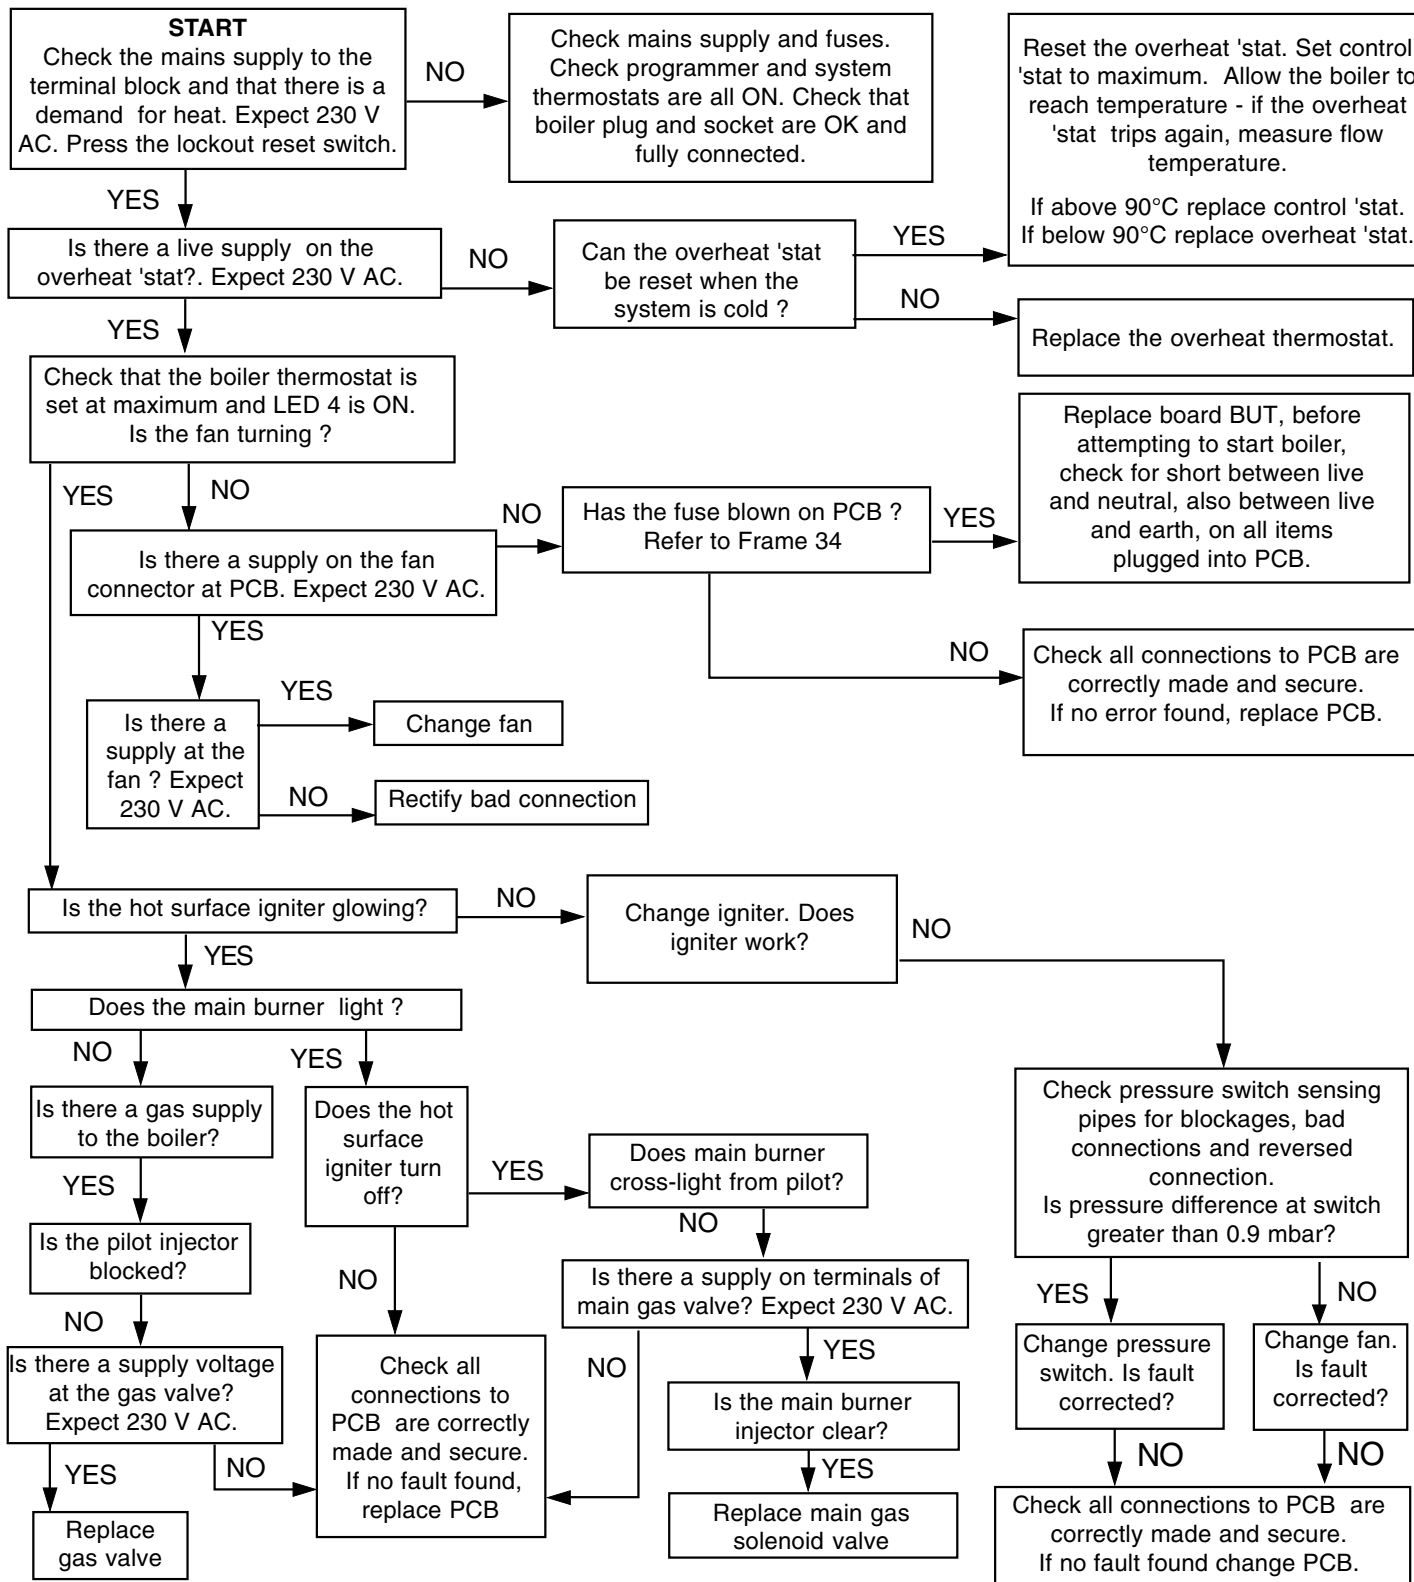 START
Check the mains supply to the
terminal block and that there is a
demand for heat. Expect 230 V
AC. Press the lockout reset switch.
NO
Check mains supply and fuses.
Check programmer and system
thermostats are all ON. Check that
boiler plug and socket are OK and
fully connected.
Reset the overheat 'stat. Set control
'stat to maximum. Allow the boiler to
reach temperature - if the overheat
'stat trips again, measure flow
temperature.
If above 90°C replace control 'stat.
If below 90°C replace overheat 'stat.
YES
Is there a live supply on the
overheat 'stat?. Expect 230 V AC.
NO
Can the overheat 'stat
be reset when the
system is cold ?
YES
NO
Replace the overheat thermostat.
YES
Check that the boiler thermostat is
set at maximum and LED 4 is ON.
Is the fan turning ?
YES
NO
Is there a supply on the fan
connector at PCB. Expect 230 V AC.
NO
Has the fuse blown on PCB ?
Refer to Frame 34
YES
Replace board BUT, before
attempting to start boiler,
check for short between live
and neutral, also between live
and earth, on all items
plugged into PCB.
NO
Check all connections to PCB are
correctly made and secure.
If no error found, replace PCB.
YES
Is there a
supply at the
fan ? Expect
230 V AC.
YES
Change fan
NO
Rectify bad connection
Is the hot surface igniter glowing?
NO
Change igniter. Does
igniter work?
NO
YES
Does the main burner light ?
NO
YES
Is there a gas supply
to the boiler?
YES
Is the pilot injector
blocked?
NO
Is there a supply voltage
at the gas valve?
Expect 230 V AC.
YES
NO
Replace
gas valve
Does the hot
surface
igniter turn
off?
YES
NO
Check all
connections to
PCB are correctly
made and secure.
If no fault found,
replace PCB
Does main burner
cross-light from pilot?
NO
Is there a supply on terminals of
main gas valve? Expect 230 V AC.
NO
YES
Is the main burner
injector clear?
YES
Replace main gas
solenoid valve
Check pressure switch sensing
pipes for blockages, bad
connections and reversed
connection.
Is pressure difference at switch
greater than 0.9 mbar?
YES
NO
Change pressure
switch. Is fault
corrected?
Change fan.
Is fault
corrected?
NO
NO
Check all connections to PCB are
correctly made and secure.
If no fault found change PCB.